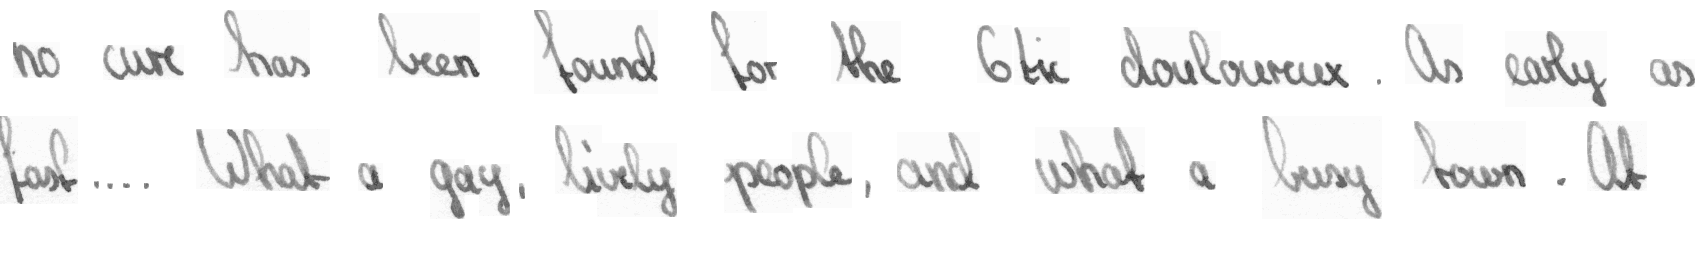 no cure has been found for the 6tic douloureux. As early as
fast.... What a gay, lively people, and what a busy town. At